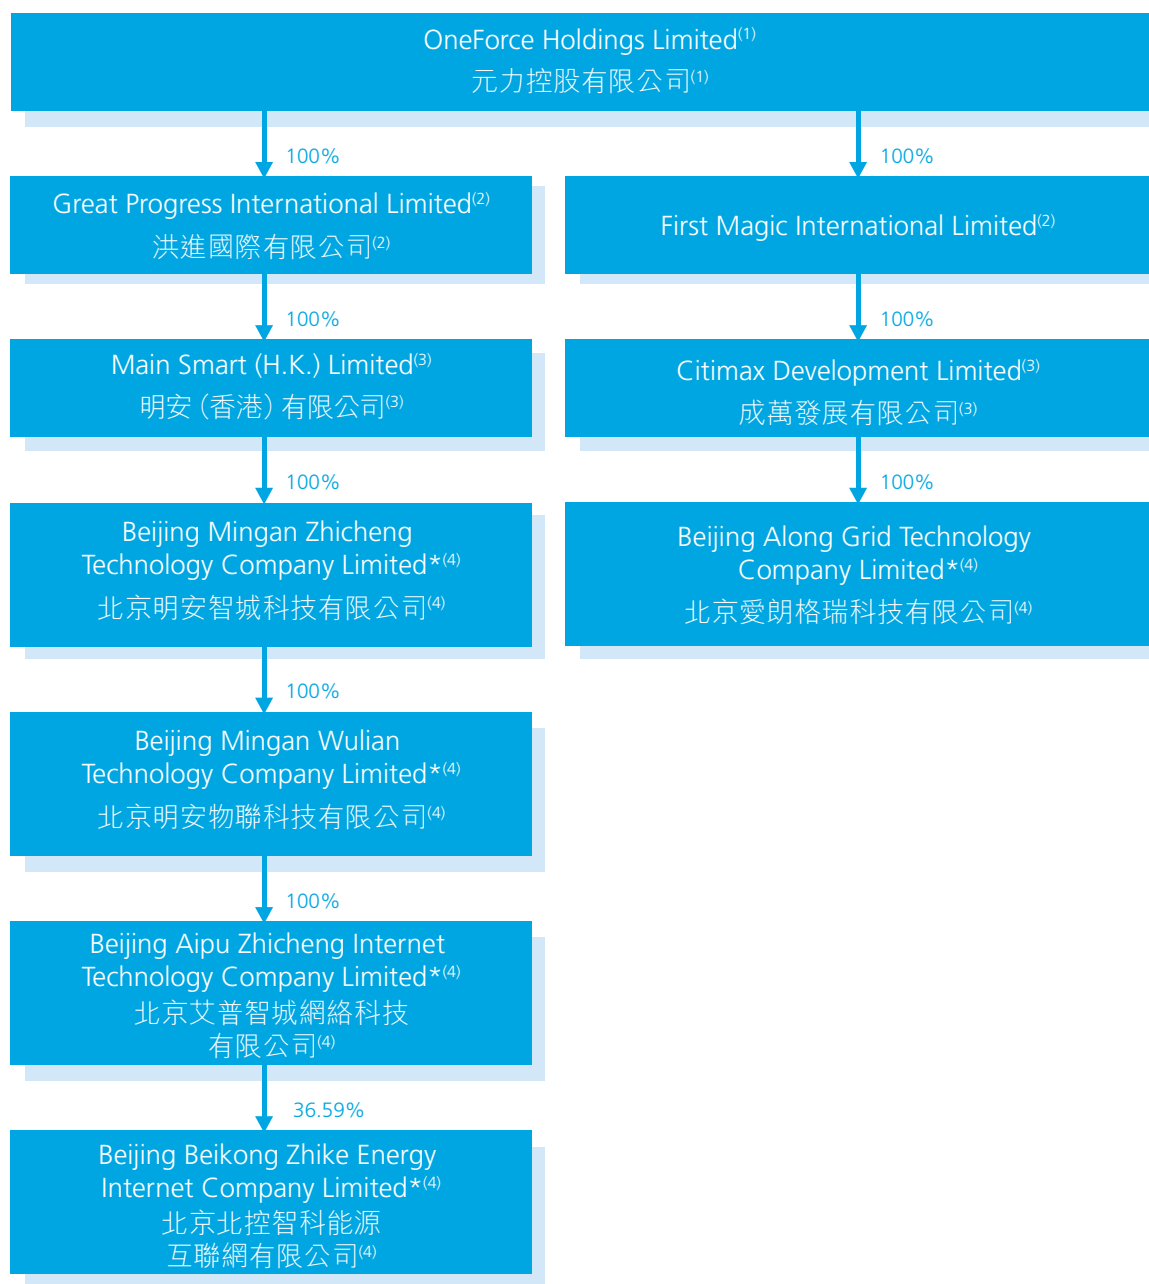 OneForce Holdings Limited(1)
元力控股有限公司(1)
100%
100%
Great Progress International Limited(2)
洪進國際有限公司(2)
First Magic International Limited(2)
100%
100%
Main Smart (H.K.) Limited(3)
明安(香港)有限公司(3)
Citimax Development Limited(3)
成萬發展有限公司(3)
100%
100%
Beijing Mingan Zhicheng
Technology Company Limited*(4)
北京明安智城科技有限公司(4)
Beijing Along Grid Technology
Company Limited*(4)
北京愛朗格瑞科技有限公司(4)
100%
Beijing Mingan Wulian
Technology Company Limited*(4)
北京明安物聯科技有限公司(4)
100%
Beijing Aipu Zhicheng Internet
Technology Company Limited*(4)
北京艾普智城網絡科技
有限公司(4)
36.59%
Beijing Beikong Zhike Energy
Internet Company Limited*(4)
北京北控智科能源
互聯網有限公司(4)